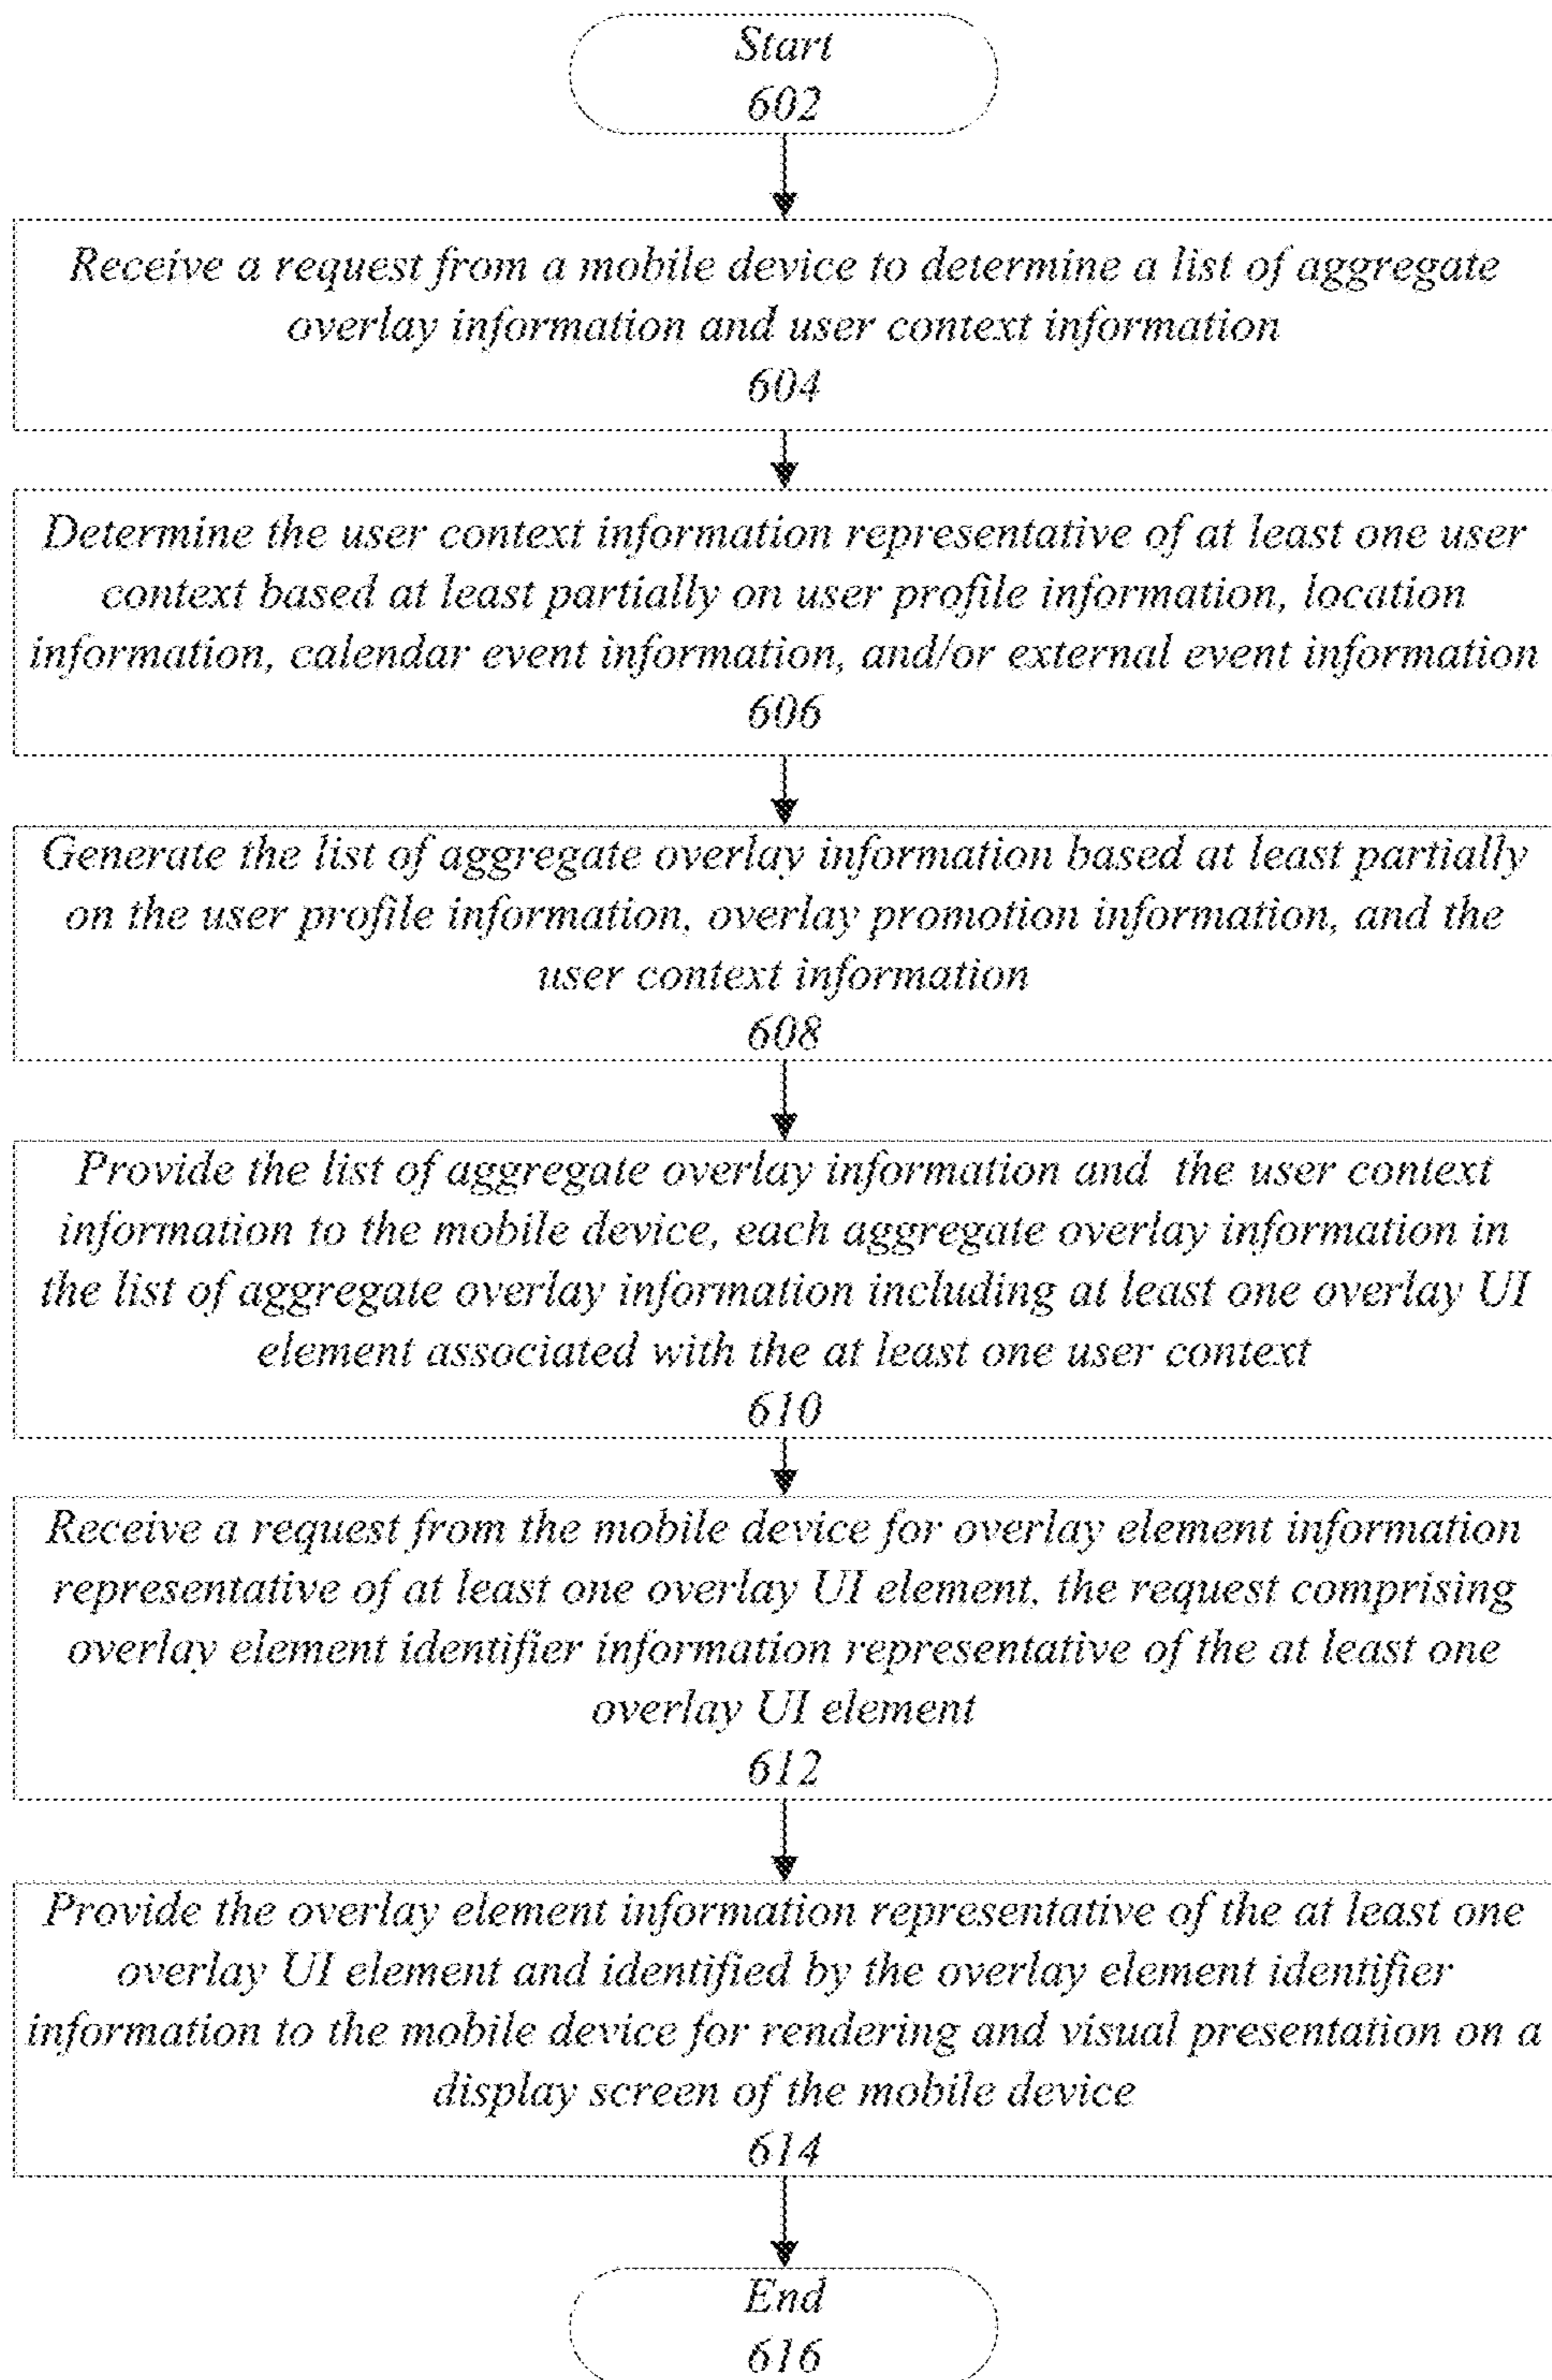 Start
602
Receive a request from a mobile device to determine a list of aggregate
overlay information and user context information
604
Determine the user context information representative of at least one user
context based at least partially on user profile information, location
information, calendar event information, and/or external event information
606
Generate the list of aggregate overlay information based at least partially
on the user profile information, overlay promotion information, and the
user context information
608
Provide the list of aggregate overlay information and the user context
information to the mobile device, each aggregate overlay information in
the list of aggregate overlay information including at least one overlay UI
element associated with the at least one user context
610
Receive a request from the mobile device for overlay element information
representative of at least one overlay UI element, the request comprising
overlay element identifier information representative of the at least one
overlay UI element
612
Provide the overlay element information representative of the at least one
overlay UI element and identified by the overlay element identifier
information to the mobile device for rendering and visual presentation on a
display screen of the mobile device
614
End
616